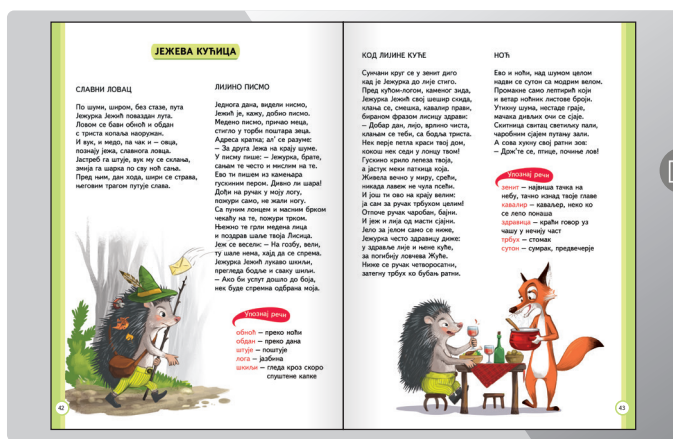 ЈЕЖЕВА КУЋИЦА
СЛАВНИ ЛОВАЦ
По шуми, широм, без стазе, пута
Јежурка Јежић поваздан лута.
Ловом се бави обноћ и обдан
с триста копаља наоружан.
И вук, и медо, па чак – овца,
познају јежа, славнога ловца.
Јастреб га штује, вук му се склања,
змија га шарка по сву ноћ сања.
Пред њим, дан хода, шири се страва,
његовим трагом путује слава.
ЛИЈИНО ПИСМО
Једнога дана, видели нисмо,
Јежић је, кажу, добио писмо.
Медено писмо, причао меца,
стигло у торби поштара зеца.
Адреса кратка; ал’ се разуме:
– За друга Јежа на крају шуме.
У писму пише: – Јежурка, брате,
сањам те често и мислим на те.
Ево ти пишем из камењара
гускиним пером. Дивно ли шара!
Дођи на ручак у моју логу,
пожури само, не жали ногу.
Са пуним лонцем и масним брком
чекаћу на те, пожури трком.
Њежно те грли медена лица
и поздрав шаље твоја Лисица.
Јеж се весели: – На гозбу, вели,
ту шале нема, хајд да се спрема.
Јежурка Јежић лукаво шкиљи,
прегледа бодље и сваку шиљи.
– Ако би успут дошло до боја,
нек буде спремна одбрана моја.
Упознај речи
обноћ – преко ноћи
обдан – преко дана
штује – поштује
лога – јазбина
шкиљи – гледа кроз скоро
спуштене капке
42
КОД ЛИЈИНЕ КУЋЕ
Сунчани круг се у зенит диго
кад је Јежурка до лије стиго.
Пред кућом-логом, каменог зида,
Јежурка Јежић свој шешир скида,
клања се, смешка, кавалир прави,
бираном фразом лисицу здрави:
– Добар дан, лијо, врлино чиста,
клањам се теби, са бодља триста.
Нек перје петла краси твој дом,
кокош нек седи у лонцу твом!
Гускино крило лепеза твоја,
а јастук меки паткица која.
Живела вечно у миру, срећи,
никада лавеж не чула псећи.
И још ти ово на крају велим:
ја сам за ручак трбухом целим!
Отпоче ручак чаробан, бајни.
И јеж и лија од масти сјајни.
Јело за јелом само се ниже,
Јежурка често здравицу диже:
у здравље лије и њене куће,
за погибију ловчева Жуће.
Ниже се ручак четворосатни,
затегну трбух ко бубањ ратни.
НОЋ
Ево и ноћи, над шумом целом
надви се сутон са модрим велом.
Промакне само лептирић који
и ветар ноћник листове броји.
Утихну шума, нестаде граје,
мачака дивљих очи се сјаје.
Скитница свитац светиљку пали,
чаробним сјајем путању зали.
А сова хукну свој ратни зов:
– Држ’те се, птице, почиње лов!
Упознај речи
зенит – највиша тачка на
небу, тачно изнад твоје главе
кавалир – каваљер, неко ко
се лепо понаша
здравица – краћи говор уз
чашу у нечију част
трбух – стомак
сутон – сумрак, предвечерје
43